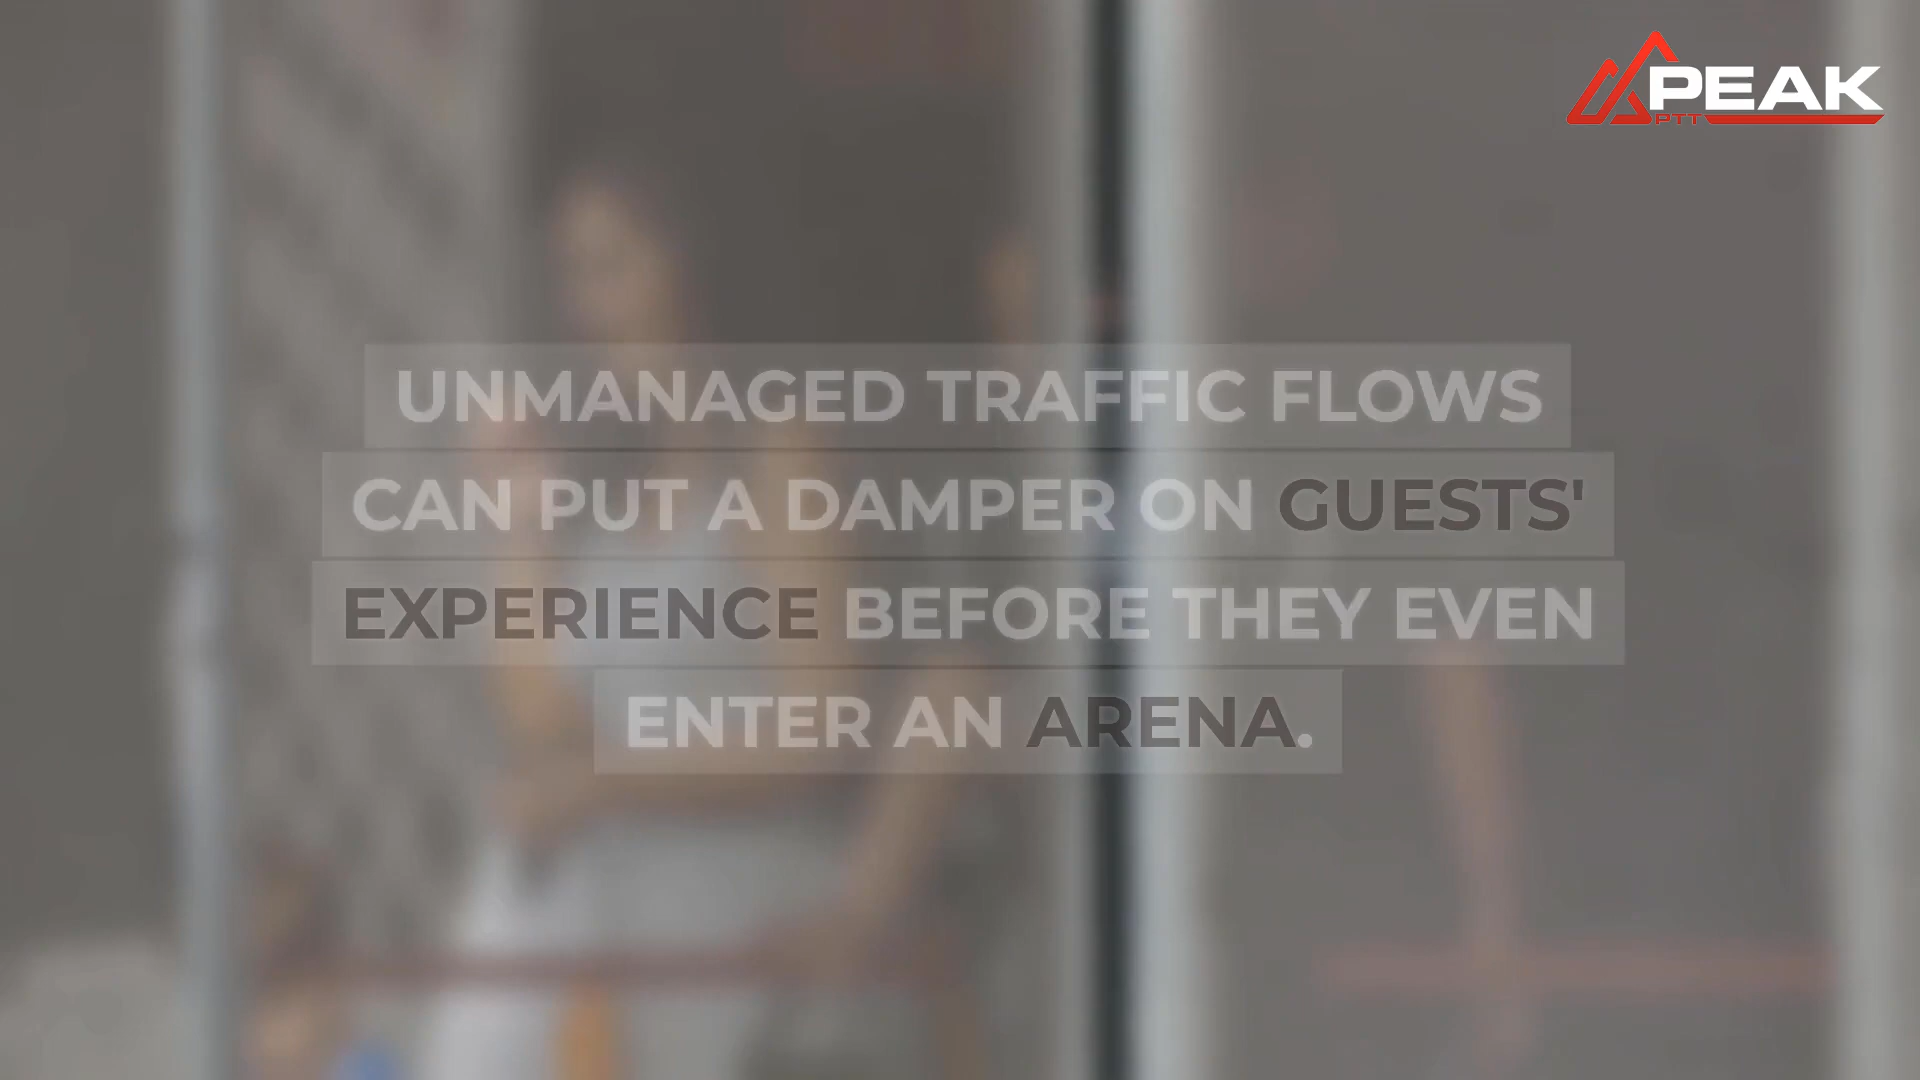 PEAK
PTT
UNMANAGED TRAFFIC FLOWS
CAN PUT A DAMPER ON GUESTS'
EXPERIENCE BEFORE THEY EVEN
ENTER AN ARENA.